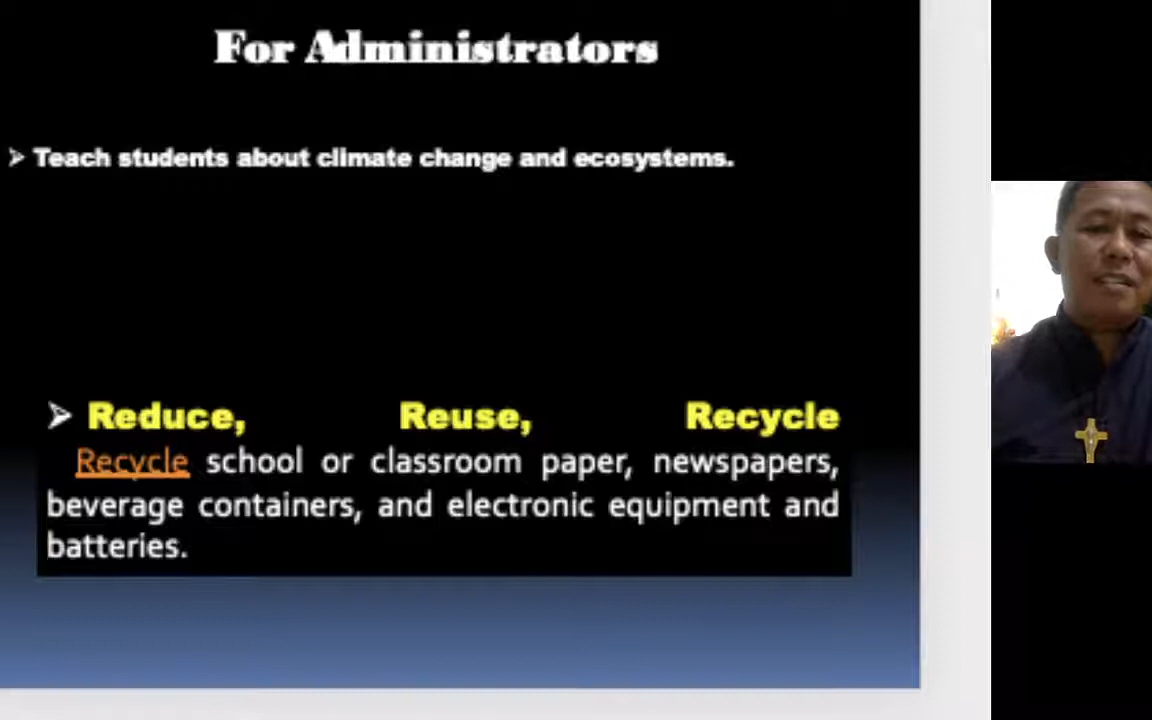 For Administrators
➢ Teach students about climate change and ecosystems.
➢ Reduce, Reuse, Recycle
Recycle school or classroom paper, newspapers,
beverage containers, and electronic equipment and
batteries.